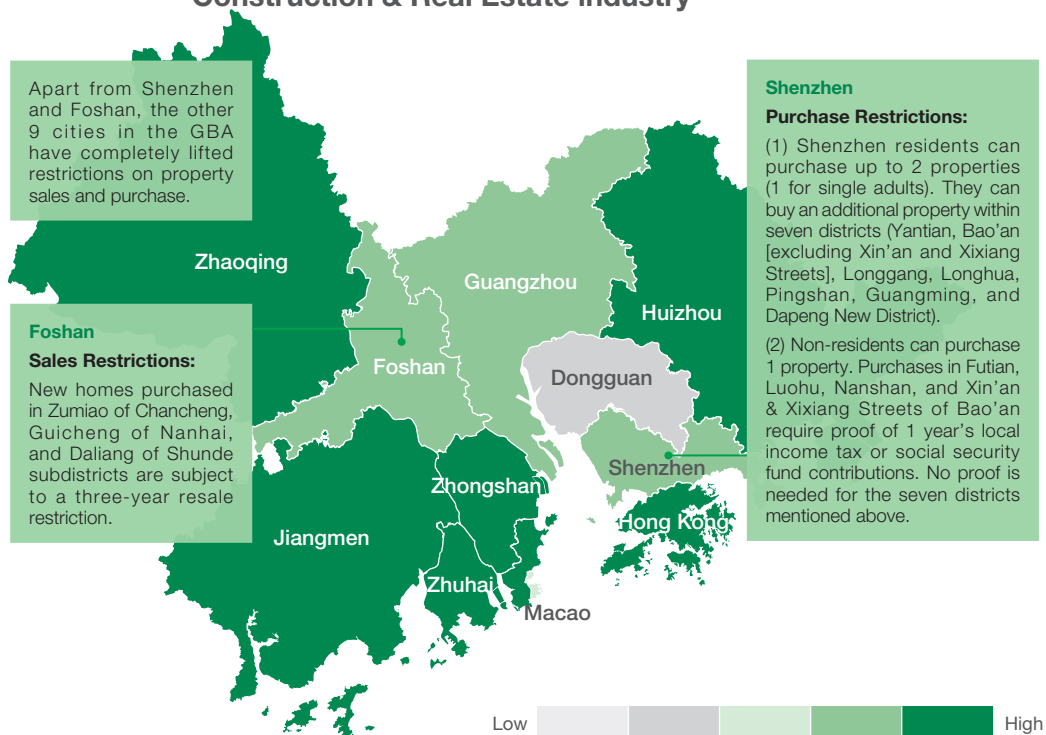 Construction & Real Estate Industry
Apart from Shenzhen
and Foshan, the other
9 cities in the GBA
have completely lifted
restrictions on property
sales and purchase.
Foshan
Sales Restrictions:
New homes purchased
in Zumiao of Chancheng,
Guicheng of Nanhai,
and Daliang of Shunde
subdistricts are subject
to a three-year resale
restriction.
Shenzhen
Purchase Restrictions:
(1) Shenzhen residents can
purchase up to 2 properties
(1 for single adults). They can
buy an additional property within
seven districts (Yantian, Bao’an
[excluding Xin’an and Xixiang
Streets], Longgang, Longhua,
Pingshan, Guangming, and
Dapeng New District).
(2) Non-residents can purchase
1 property. Purchases in Futian,
Luohu, Nanshan, and Xin’an
& Xixiang Streets of Bao’an
require proof of 1 year’s local
income tax or social security
fund contributions. No proof is
needed for the seven districts
mentioned above.
Zhaoqing
Guangzhou
Huizhou
Foshan
Dongguan
Shenzhen
Zhongshan
Hong Kong
Jiangmen
Zhuhai
Macao
Low
High